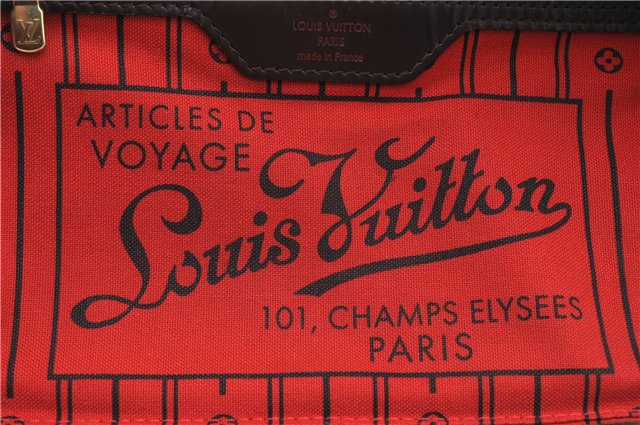 LOUIS VUITTON
PARIS
made in France
ARTICLES DE
VOYAGE
Louis Vuitton
101, CHAMPS ELYSEES
PARIS